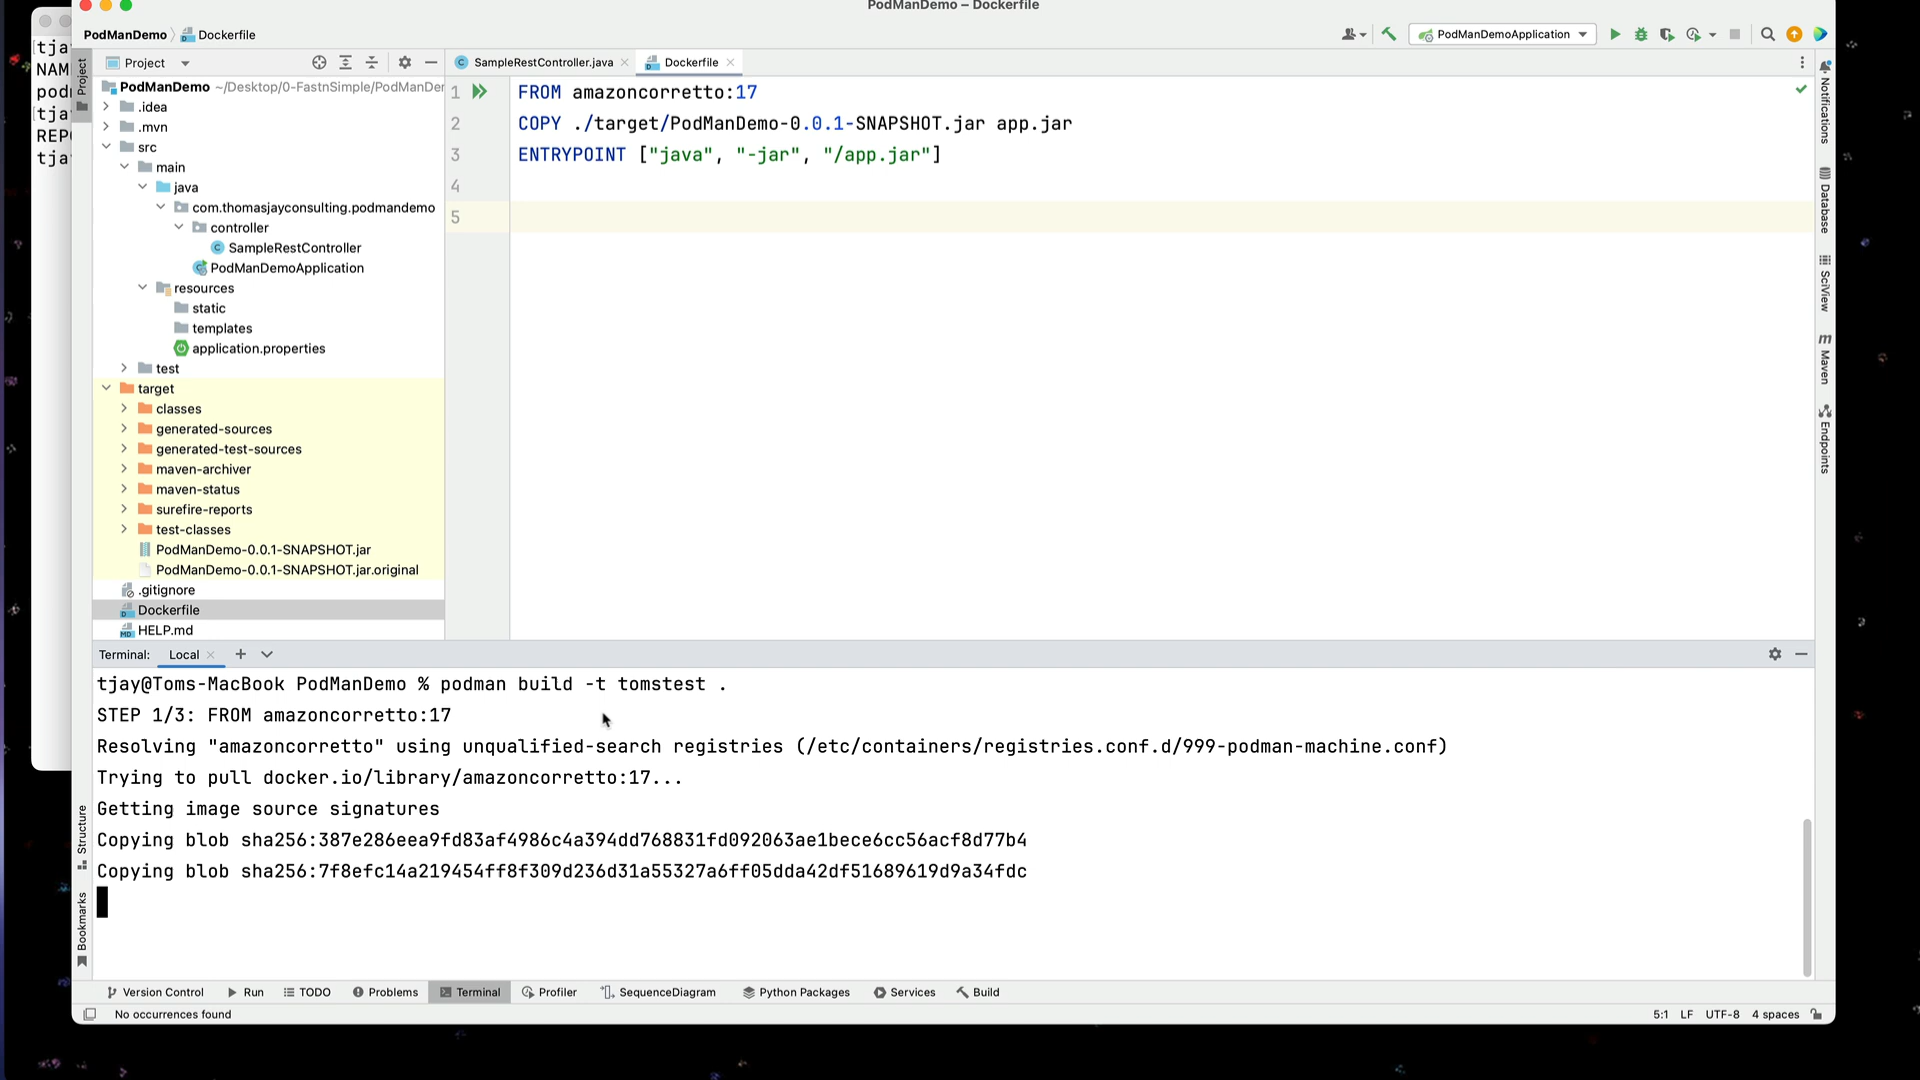 PodManDemo – Dockerfile
PodManDemo
Dockerfile
PodManDemoApplication
tja
NAM
pod
tja
REPO
tja
Project
Project
SampleRestController.java
Dockerfile
PodManDemo ~/Desktop/0-FastnSimple/PodManDer
.idea
.mvn
src
main
java
com.thomasjayconsulting.podmandemo
controller
SampleRestController
PodManDemoApplication
resources
static
templates
application.properties
test
target
classes
generated-sources
generated-test-sources
maven-archiver
maven-status
surefire-reports
test-classes
PodManDemo-0.0.1-SNAPSHOT.jar
PodManDemo-0.0.1-SNAPSHOT.jar.original
.gitignore
Dockerfile
HELP.md
1 FROM amazoncorretto:17
2 COPY ./target/PodManDemo-0.0.1-SNAPSHOT.jar app.jar
3 ENTRYPOINT ["java", "-jar", "/app.jar"]
4
5
Notifications
Database
SciView
Maven
Endpoints
Terminal: Local
tjay@Toms-MacBook PodManDemo % podman build -t tomstest .
STEP 1/3: FROM amazoncorretto:17
Resolving "amazoncorretto" using unqualified-search registries (/etc/containers/registries.conf.d/999-podman-machine.conf)
Trying to pull docker.io/library/amazoncorretto:17...
Getting image source signatures
Copying blob sha256:387e286eea9fd83af4986c4a394dd768831fd092063ae1bece6cc56acf8d77b4
Copying blob sha256:7f8efc14a219454ff8f309d236d31a55327a6ff05dda42df51689619d9a34fdc
Structure
Bookmarks
Version Control
Run
TODO
Problems
Terminal
Profiler
SequenceDiagram
Python Packages
Services
Build
No occurrences found
5:1 LF UTF-8 4 spaces